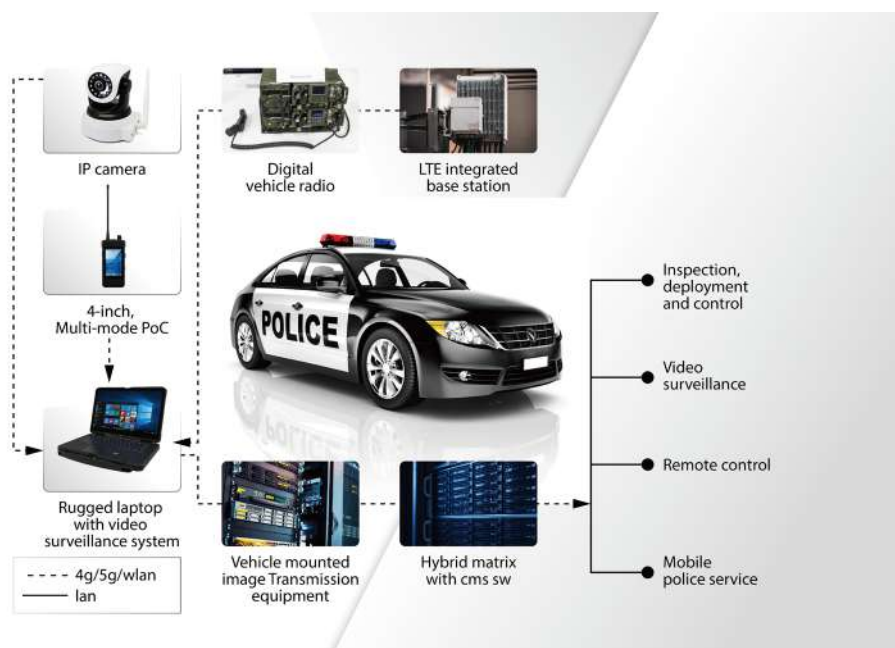 IP camera
Digital
vehicle radio
LTE integrated
base station
4-inch,
Multi-mode PoC
POLICE
Inspection,
deployment
and control
Video
surveillance
Remote control
Mobile
police service
Rugged laptop
with video
surveillance system
Vehicle mounted
image Transmission
equipment
Hybrid matrix
with cms sw
4g/5g/wlan
lan